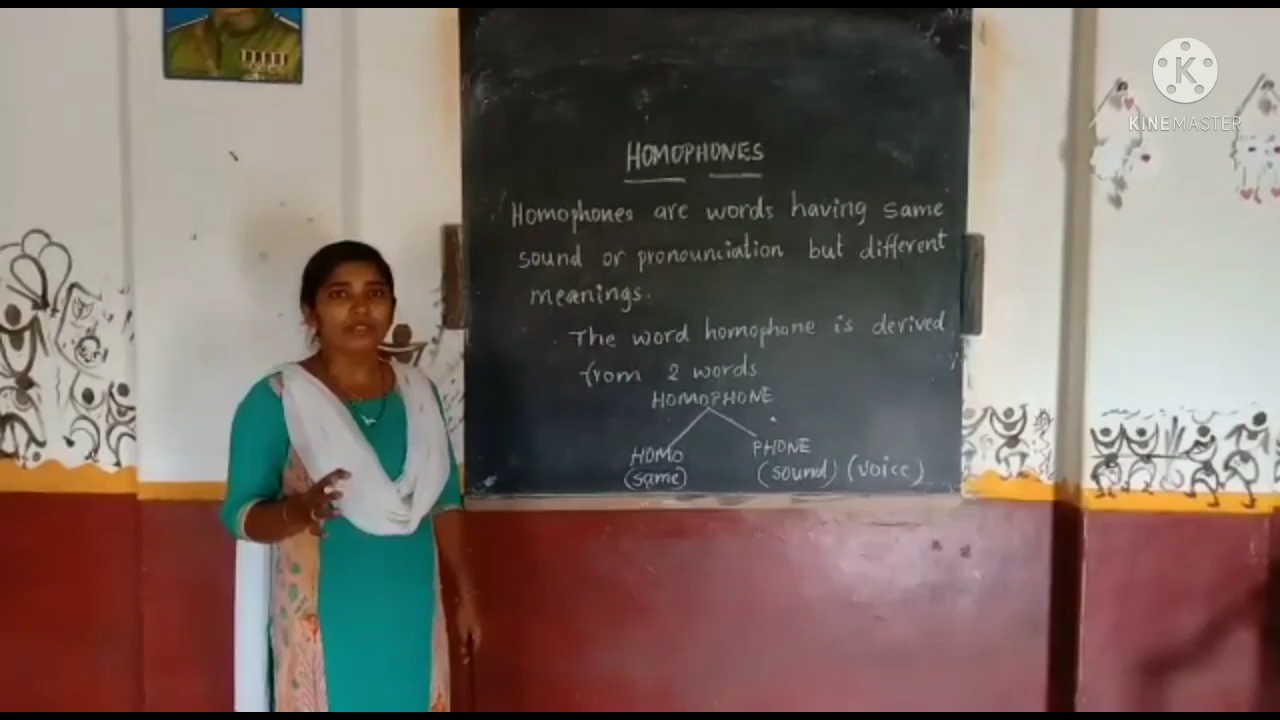 HOMOPHONES
Homophones are words having same
sound or pronounciation but different
meanings.
The word homophone is derived
from 2 words
HOMOPHONE
HOMO PHONE
(same) (sound) (voice)
K
KINEMASTER